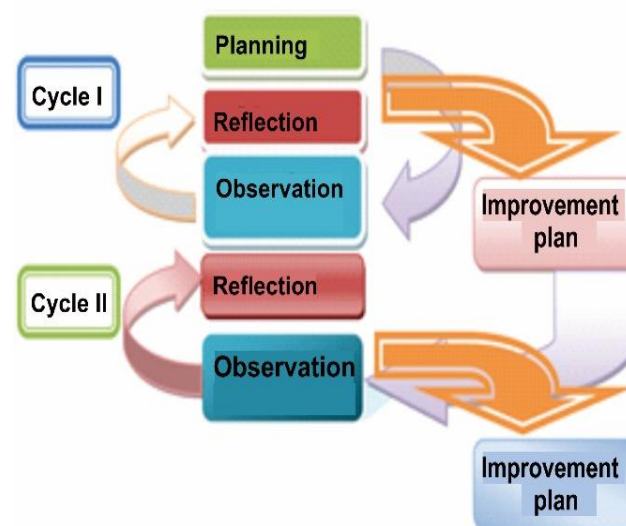 Planning
Cycle I
Reflection
Observation
Improvement
plan
Cycle II
Reflection
Observation
Improvement
plan